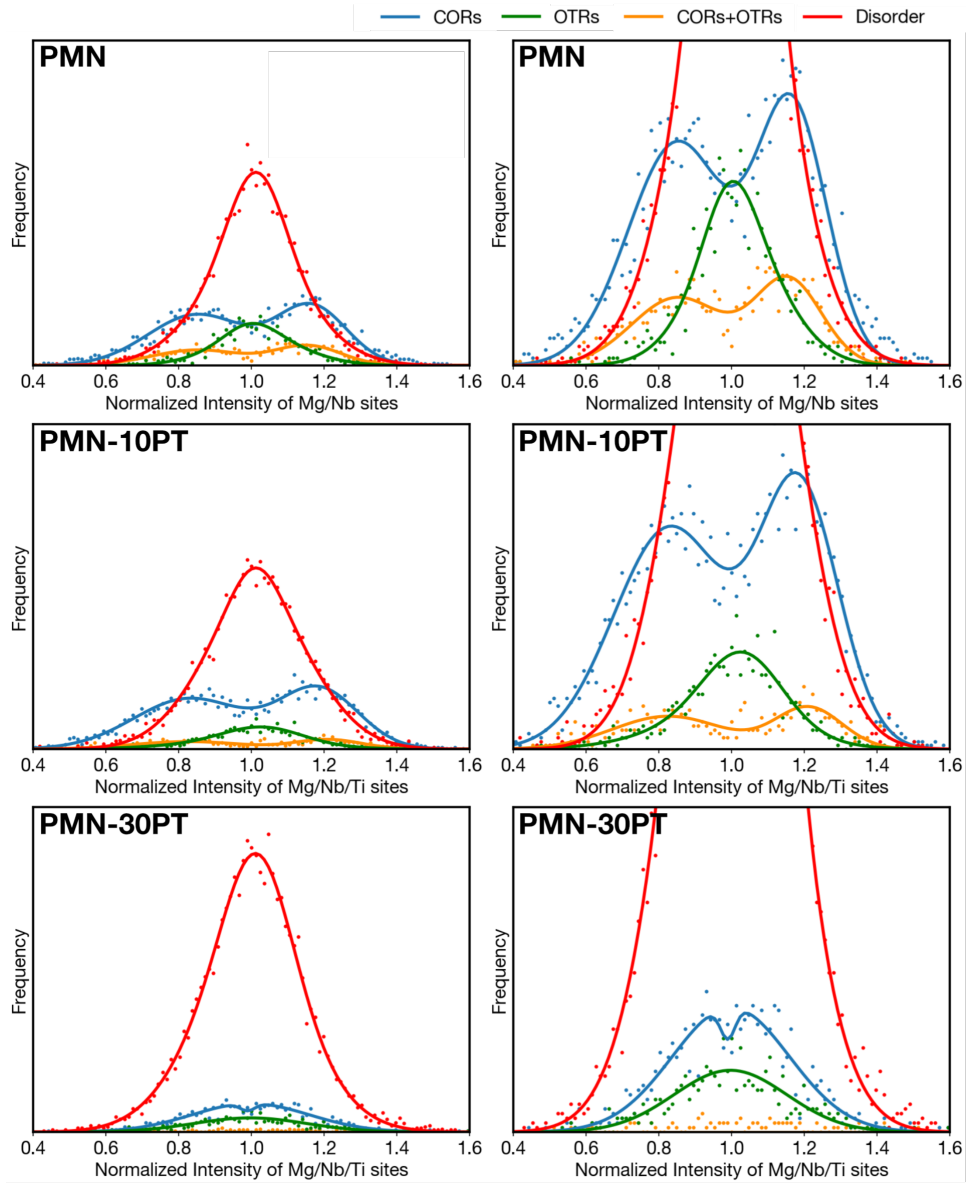 CORs OTRs CORs+OTRs Disorder
PMN
Frequency
0.4 0.6 0.8 1.0 1.2 1.4 1.6
Normalized Intensity of Mg/Nb sites
PMN
Frequency
0.4 0.6 0.8 1.0 1.2 1.4 1.6
Normalized Intensity of Mg/Nb sites
PMN-10PT
Frequency
0.4 0.6 0.8 1.0 1.2 1.4 1.6
Normalized Intensity of Mg/Nb/Ti sites
PMN-10PT
Frequency
0.4 0.6 0.8 1.0 1.2 1.4 1.6
Normalized Intensity of Mg/Nb/Ti sites
PMN-30PT
Frequency
0.4 0.6 0.8 1.0 1.2 1.4 1.6
Normalized Intensity of Mg/Nb/Ti sites
PMN-30PT
Frequency
0.4 0.6 0.8 1.0 1.2 1.4 1.6
Normalized Intensity of Mg/Nb/Ti sites